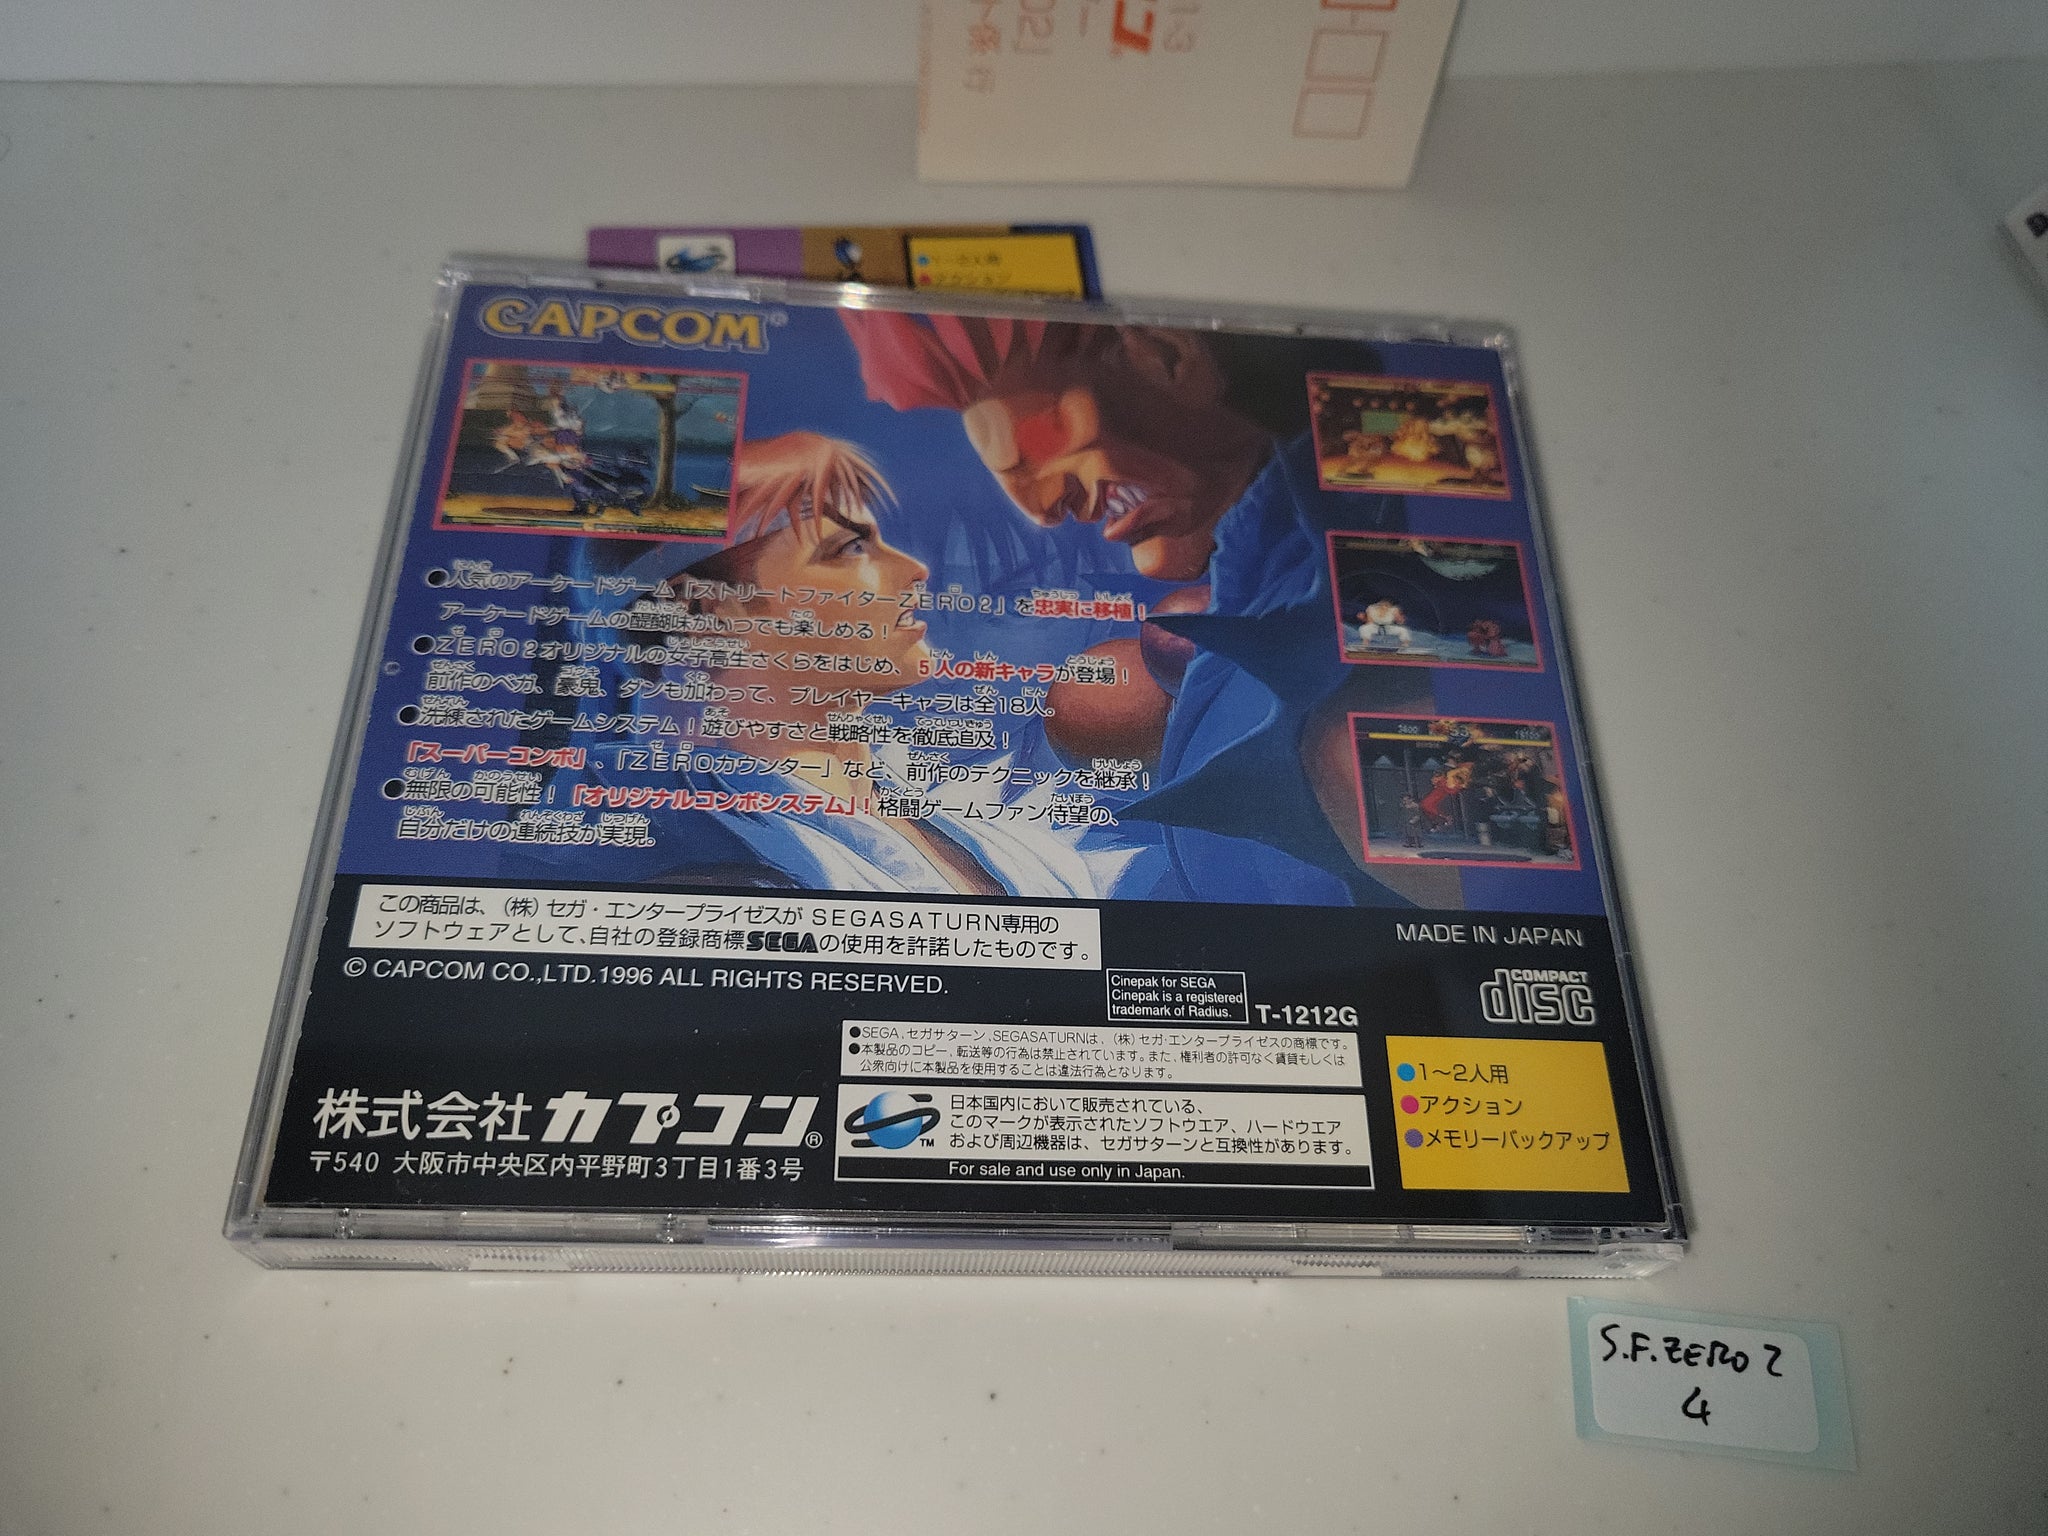 CAPCOM®
●人気のアーケードゲーム「ストリートファイターZERO2」を忠実に移植！
アーケードゲームの醍醐味がいつでも楽しめる！
●ZERO2オリジナルの女子高生さくらをはじめ、5人の新キャラが登場！
前作のベガ、豪鬼、ダンも加わって、プレイヤーキャラは全18人。
●洗練されたゲームシステム！遊びやすさと戦略性を徹底追及！
「スーパーコンボ」、「ZEROカウンター」など、前作のテクニックを継承！
●無限の可能性！「オリジナルコンボシステム」！格闘ゲームファン待望の、
自分だけの連続技が実現。
この商品は、（株）セガ・エンタープライゼスが SEGASATURN専用の
ソフトウェアとして、自社の登録商標SEGAの使用を許諾したものです。
© CAPCOM CO.,LTD.1996 ALL RIGHTS RESERVED.
MADE IN JAPAN
Cinepak for SEGA
Cinepak is a registered
trademark of Radius.
T-1212G
COMPACT
disc
●SEGA、セガサターン、SEGASATURNは、（株）セガ・エンタープライゼスの商標です。
●本製品のコピー、転送等の行為は禁止されています。また、権利者の許可なく賃貸もしくは
公衆向けに本製品を使用することは違法行為となります。
株式会社カプコン®
〒540 大阪市中央区内平野町3丁目1番3号
日本国内において販売されている、
このマークが表示されたソフトウエア、ハードウエア
および周辺機器は、セガサターンと互換性があります。
TM
For sale and use only in Japan.
●1～2人用
●アクション
●メモリーバックアップ
S.F.ZERO 2
4